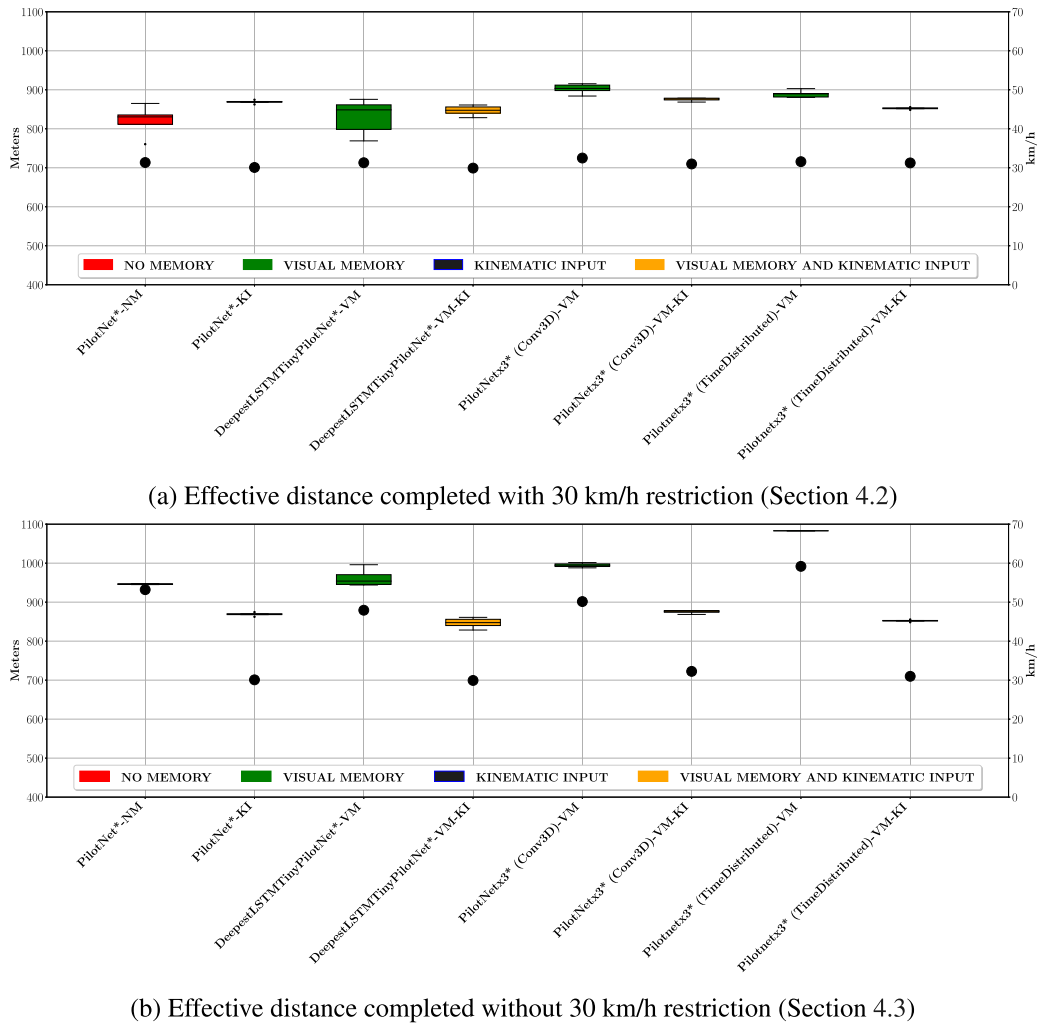 1100
1000
900
800
700
600
500
400
Meters
70
60
50
40
30
20
10
0
km/h
NO MEMORY VISUAL MEMORY KINEMATIC INPUT VISUAL MEMORY AND KINEMATIC INPUT
PilotNet*-NM
PilotNet*-KI
DeepestLSTMTinyPilotNet*-VM
DeepestLSTMTinyPilotNet*-VM-KI
PilotNetx3* (Conv3D)-VM
PilotNetx3* (Conv3D)-VM-KI
Pilotnetx3* (TimeDistributed)-VM
Pilotnetx3* (TimeDistributed)-VM-KI
(a) Effective distance completed with 30 km/h restriction (Section 4.2)
1100
1000
900
800
700
600
500
400
Meters
70
60
50
40
30
20
10
0
km/h
NO MEMORY VISUAL MEMORY KINEMATIC INPUT VISUAL MEMORY AND KINEMATIC INPUT
PilotNet*-NM
PilotNet*-KI
DeepestLSTMTinyPilotNet*-VM
DeepestLSTMTinyPilotNet*-VM-KI
PilotNetx3* (Conv3D)-VM
PilotNetx3* (Conv3D)-VM-KI
Pilotnetx3* (TimeDistributed)-VM
Pilotnetx3* (TimeDistributed)-VM-KI
(b) Effective distance completed without 30 km/h restriction (Section 4.3)